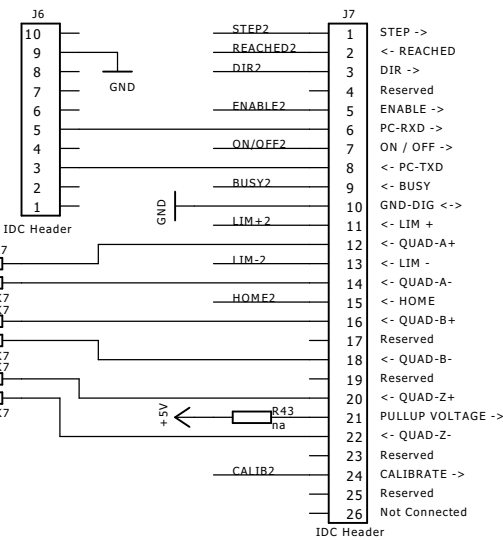 J6
J7
10
9
8
7
6
5
4
3
2
1
GND
IDC Header
STEP2
REACHED2
DIR2
ENABLE2
ON/OFF2
BUSY2
GND
LIM+2
LIM-2
HOME2
+5V
R43
na
CALIB2
1 STEP ->
2 <- REACHED
3 DIR ->
4 Reserved
5 ENABLE ->
6 PC-RXD ->
7 ON / OFF ->
8 <- PC-TXD
9 <- BUSY
10 GND-DIG <->
11 <- LIM +
12 <- QUAD-A+
13 <- LIM -
14 <- QUAD-A-
15 <- HOME
16 <- QUAD-B+
17 Reserved
18 <- QUAD-B-
19 Reserved
20 <- QUAD-Z+
21 PULLUP VOLTAGE ->
22 <- QUAD-Z-
23 Reserved
24 CALIBRATE ->
25 Reserved
26 Not Connected
IDC Header